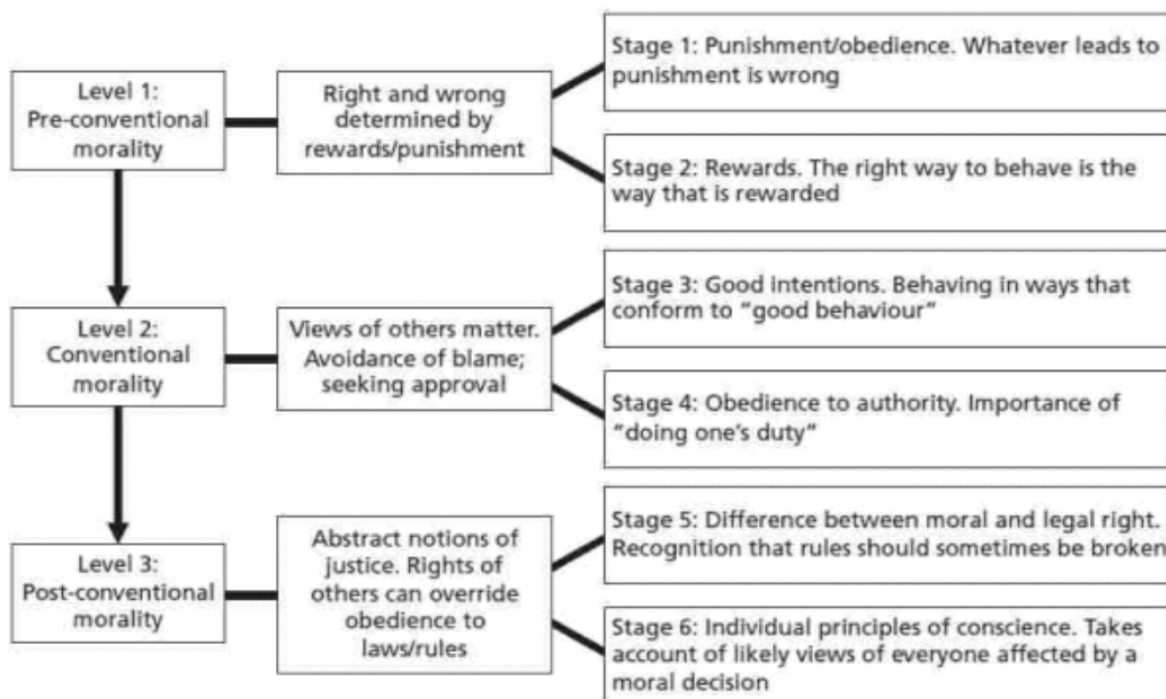 Level 1:
Pre-conventional
morality
Right and wrong
determined by
rewards/punishment
Stage 1: Punishment/obedience. Whatever leads to
punishment is wrong
Stage 2: Rewards. The right way to behave is the
way that is rewarded
Level 2:
Conventional
morality
Views of others matter.
Avoidance of blame;
seeking approval
Stage 3: Good intentions. Behaving in ways that
conform to “good behaviour”
Stage 4: Obedience to authority. Importance of
“doing one’s duty”
Level 3:
Post-conventional
morality
Abstract notions of
justice. Rights of
others can override
obedience to
laws/rules
Stage 5: Difference between moral and legal right.
Recognition that rules should sometimes be broken
Stage 6: Individual principles of conscience. Takes
account of likely views of everyone affected by a
moral decision